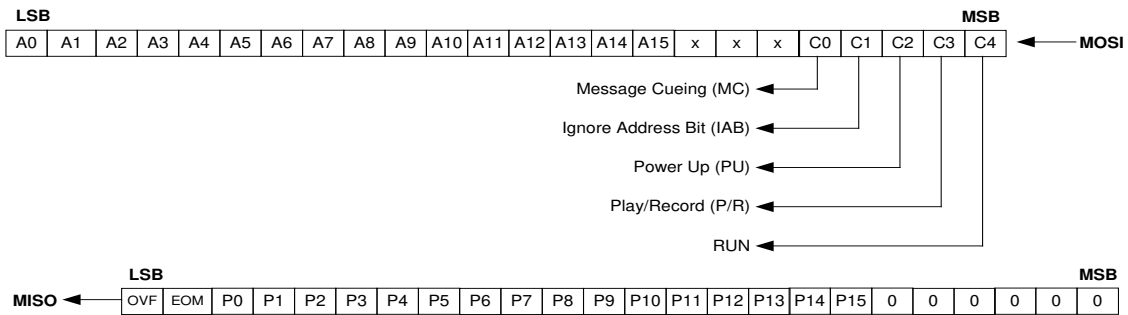 LSB MSB
A0 A1 A2 A3 A4 A5 A6 A7 A8 A9 A10 A11 A12 A13 A14 A15 x x x C0 C1 C2 C3 C4 MOSI
Message Cueing (MC)
Ignore Address Bit (IAB)
Power Up (PU)
Play/Record (P/R)
RUN
LSB MSB
MISO OVF EOM P0 P1 P2 P3 P4 P5 P6 P7 P8 P9 P10 P11 P12 P13 P14 P15 0 0 0 0 0 0